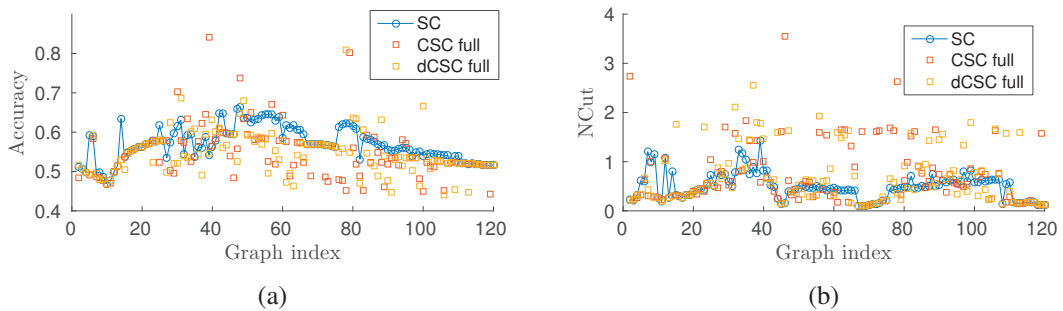 0.8
0.7
0.6
0.5
0.4
Accuracy
0 20 40 60 80 100 120
Graph index
SC
CSC full
dCSC full
(a)
4
3
2
1
0
NCut
0 20 40 60 80 100 120
Graph index
SC
CSC full
dCSC full
(b)